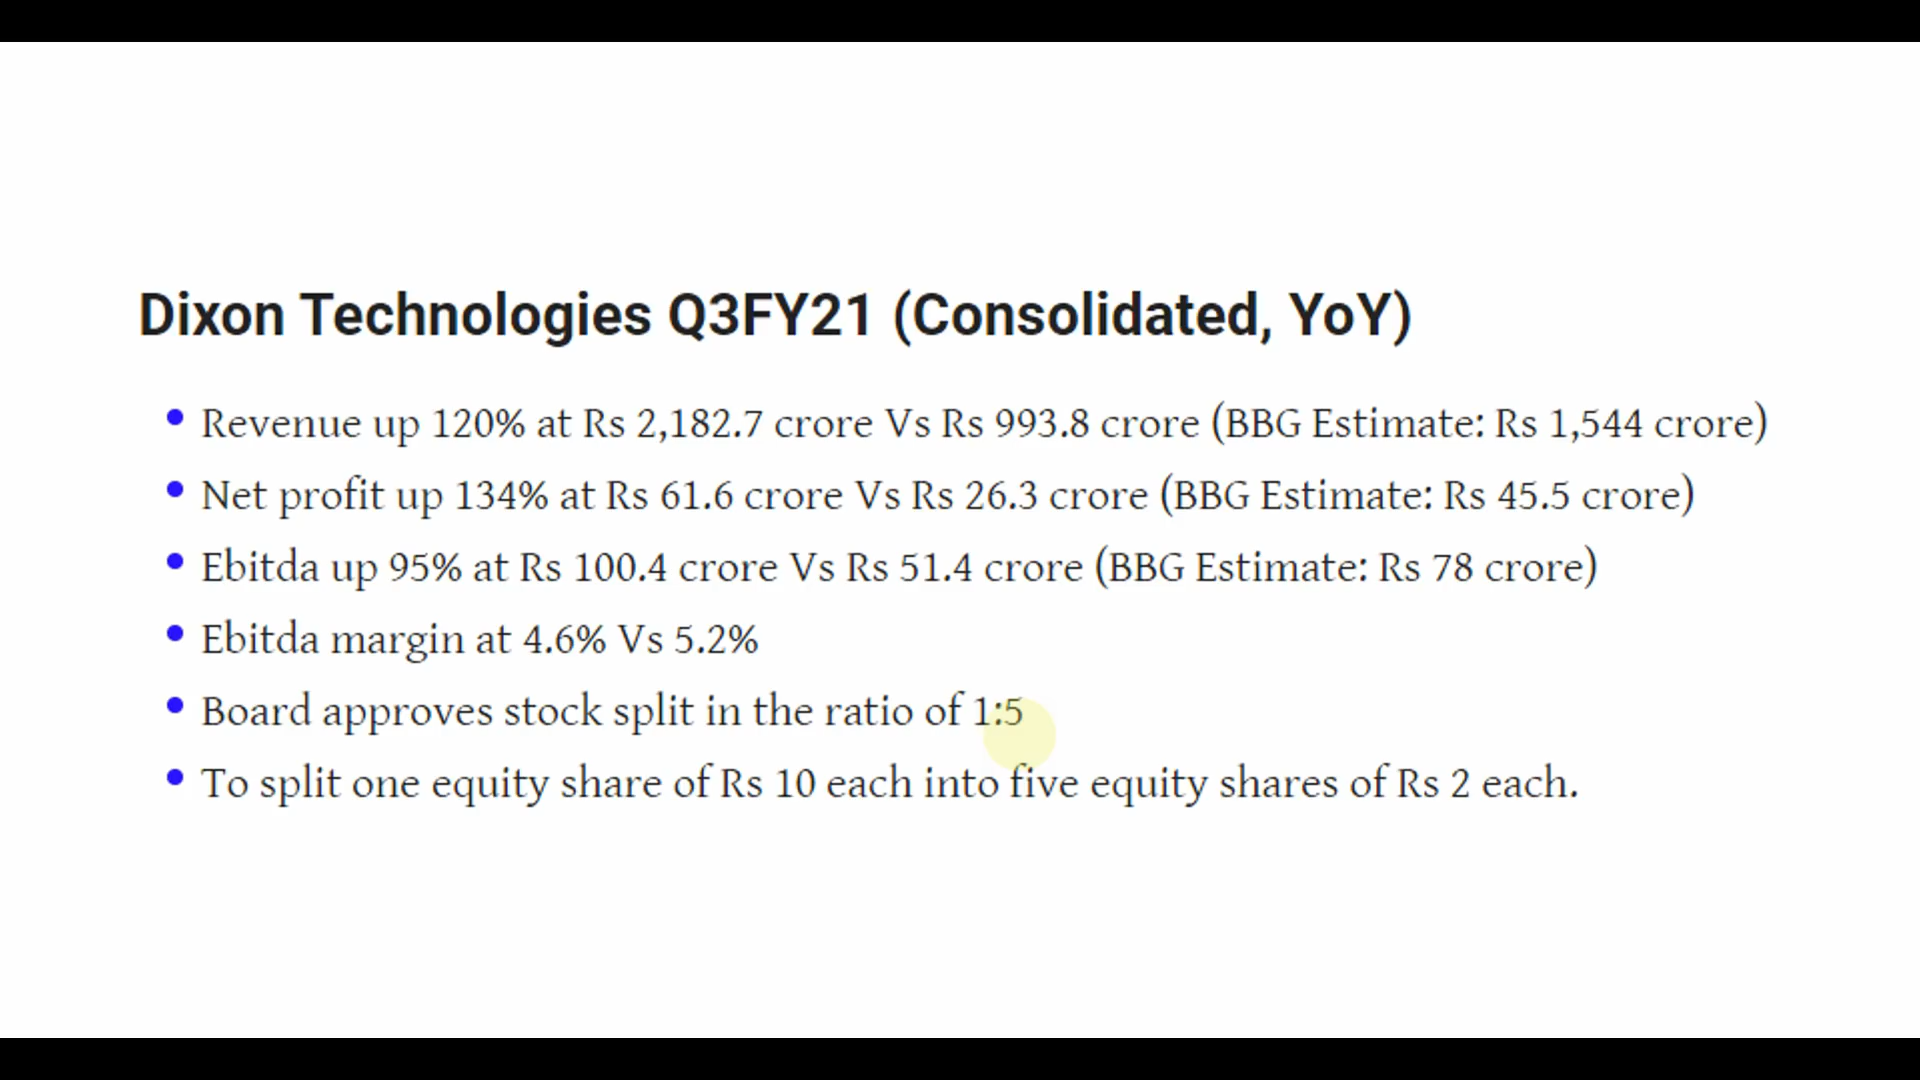 Dixon Technologies Q3FY21 (Consolidated, YoY)
Revenue up 120% at Rs 2,182.7 crore Vs Rs 993.8 crore (BBG Estimate: Rs 1,544 crore)
Net profit up 134% at Rs 61.6 crore Vs Rs 26.3 crore (BBG Estimate: Rs 45.5 crore)
Ebitda up 95% at Rs 100.4 crore Vs Rs 51.4 crore (BBG Estimate: Rs 78 crore)
Ebitda margin at 4.6% Vs 5.2%
Board approves stock split in the ratio of 1:5
To split one equity share of Rs 10 each into five equity shares of Rs 2 each.